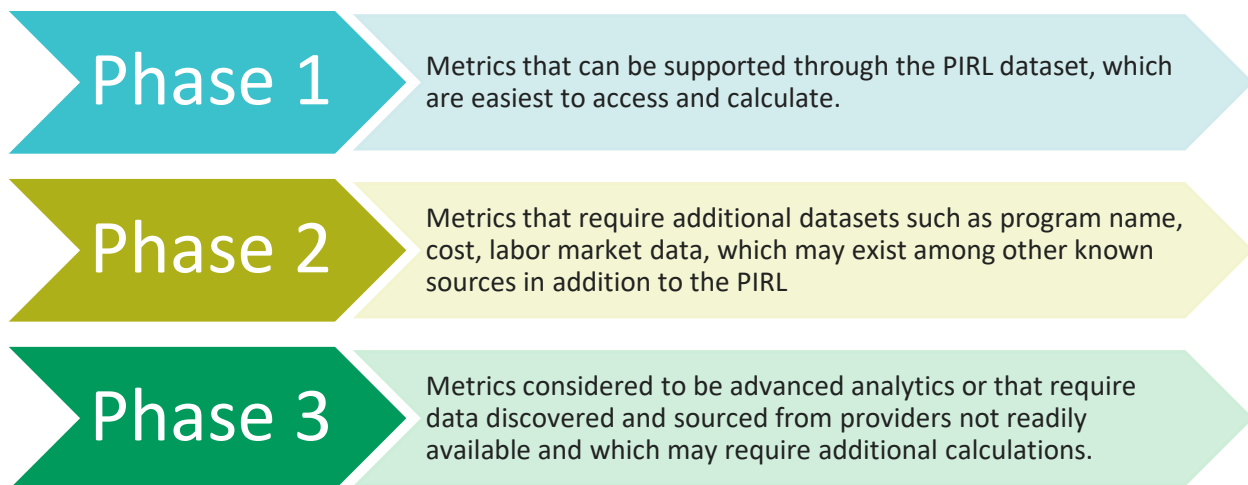 Phase 1
Metrics that can be supported through the PIRL dataset, which
are easiest to access and calculate.
Phase 2
Metrics that require additional datasets such as program name,
cost, labor market data, which may exist among other known
sources in addition to the PIRL
Phase 3
Metrics considered to be advanced analytics or that require
data discovered and sourced from providers not readily
available and which may require additional calculations.